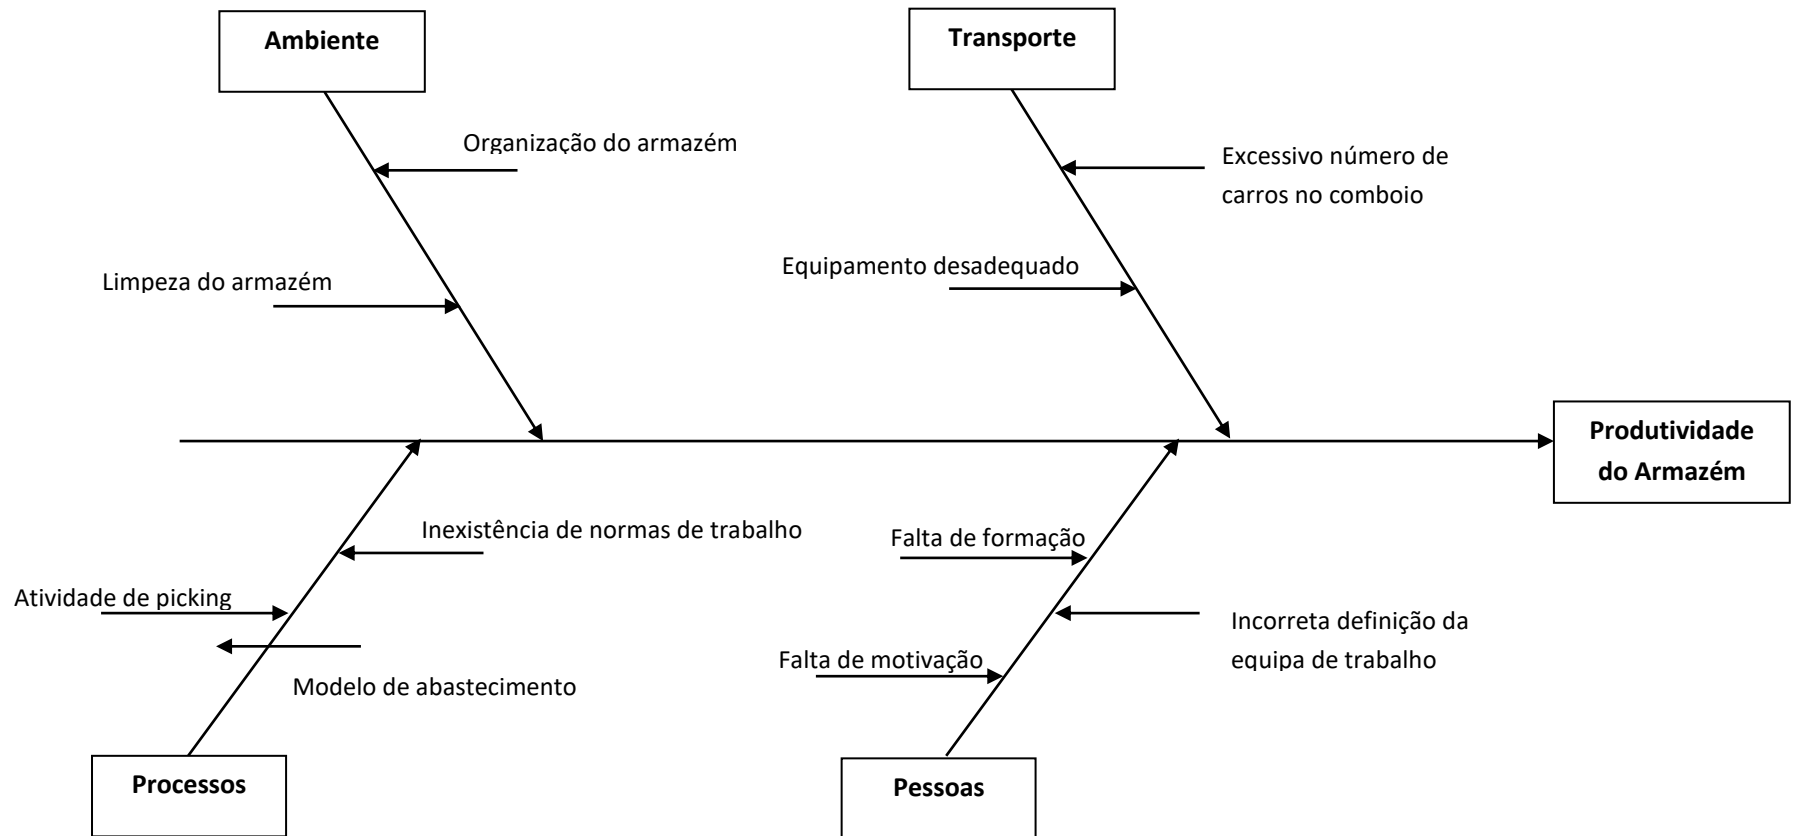 Ambiente
Transporte
Organização do armazém
Excessivo número de
carros no comboio
Limpeza do armazém
Equipamento desadequado
Produtividade
do Armazém
Inexistência de normas de trabalho
Falta de formação
Atividade de picking
Incorreta definição da
equipa de trabalho
Falta de motivação
Modelo de abastecimento
Processos
Pessoas